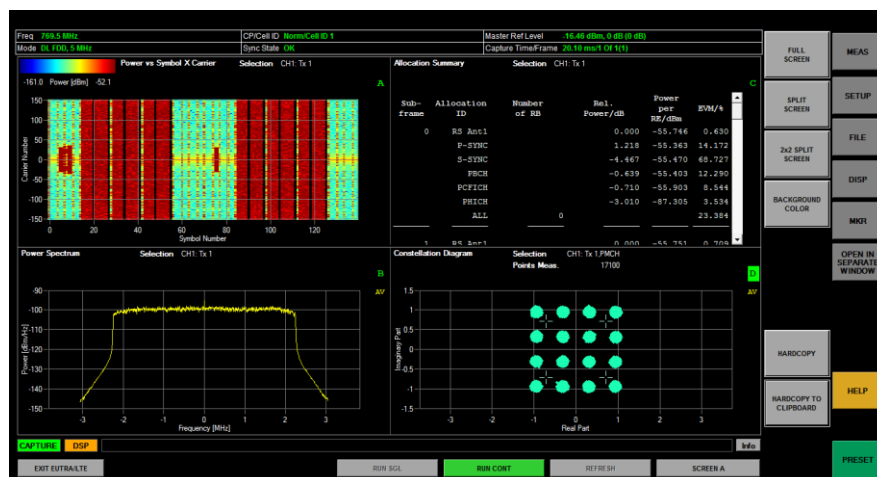 Freq 769.5 MHz CP/Cell ID Norm/Cell ID 1 Master Ref Level -16.46 dBm, 0 dB (0 dB)
Mode DL FDD, 5 MHz Sync State OK Capture Time/Frame 20.10 ms/1 Of 1(1)
FULL SCREEN
MEAS
Power vs Symbol X Carrier Selection CH1: Tx 1
-161.0 Power [dBm] -52.1
A
150
100
50
0
-50
-100
-150
Carrier Number
0 20 40 60 80 100 120
Symbol Number
Allocation Summary Selection CH1: Tx 1
C
Sub-frame Allocation ID Number of RB Rel. Power/dB Power per RE/dBm EVM/%
0 RS Ant1 0.000 -55.746 0.630
P-SYNC 1.218 -55.363 14.172
S-SYNC -4.467 -55.470 68.727
PBCH -0.639 -55.403 12.290
PCFICH -0.710 -55.903 8.544
PHICH -3.010 -87.305 3.534
ALL 0 23.384
1 RS Ant1 0.000 -55.751 0.709
SPLIT SCREEN
SETUP
FILE
2x2 SPLIT SCREEN
DISP
BACKGROUND COLOR
MKR
OPEN IN SEPARATE WINDOW
Power Spectrum Selection CH1: Tx 1
B
AV
-90
-100
-110
-120
-130
-140
-150
Power [dBm/Hz]
-3 -2 -1 0 1 2 3
Frequency [MHz]
Constellation Diagram Selection CH1: Tx 1,PMCH
Points Meas. 17100
D
AV
1.5
1
0.5
0
-0.5
-1
-1.5
Imaginary Part
-3 -2 -1 0 1 2 3
Real Part
HARDCOPY
HARDCOPY TO CLIPBOARD
HELP
CAPTURE DSP Info
EXIT EUTRA/LTE RUN SGL RUN CONT REFRESH SCREEN A
PRESET